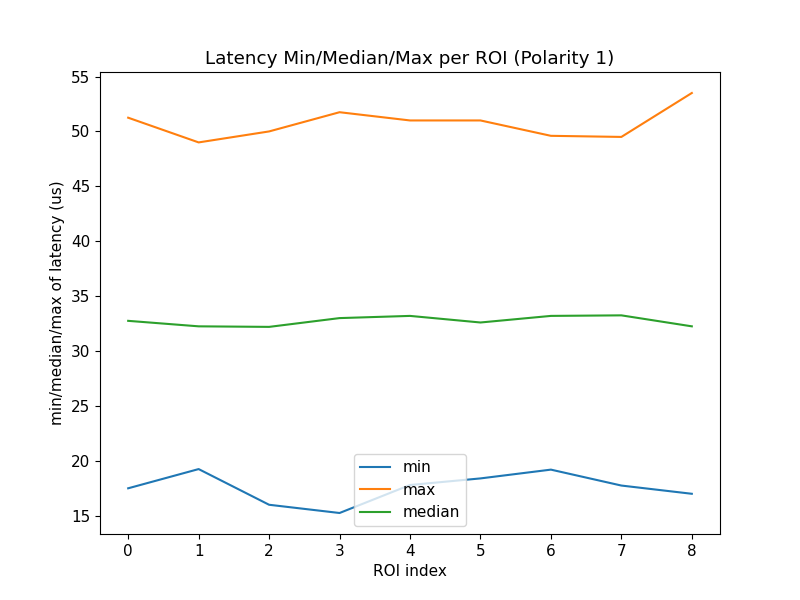 Latency Min/Median/Max per ROI (Polarity 1)
min/median/max of latency (us)
55
50
45
40
35
30
25
20
15
min
max
median
0 1 2 3 4 5 6 7 8
ROI index